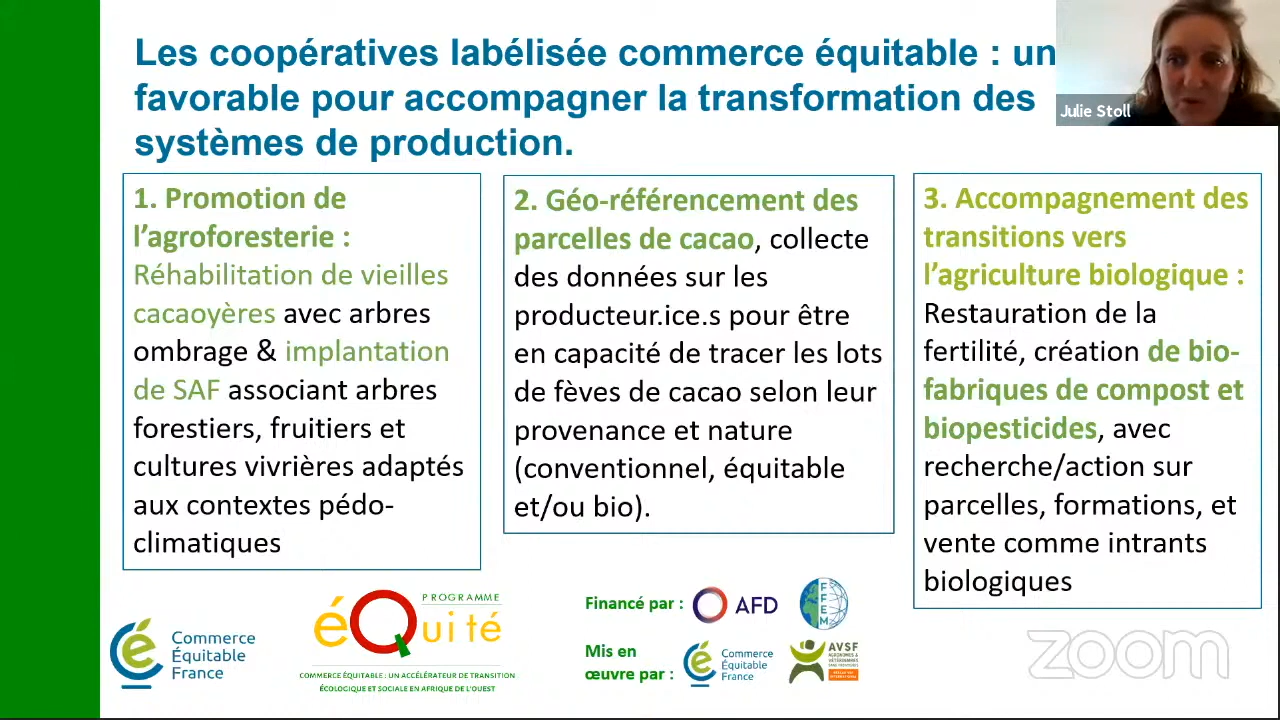 Les coopératives labélisée commerce équitable : un
favorable pour accompagner la transformation des
systèmes de production.
Julie Stoll
1. Promotion de
l'agroforesterie :
Réhabilitation de vieilles
cacaoyères avec arbres
ombrage & implantation
de SAF associant arbres
forestiers, fruitiers et
cultures vivrières adaptés
aux contextes pédo-
climatiques
2. Géo-référencement des
parcelles de cacao, collecte
des données sur les
producteur.ice.s pour être
en capacité de tracer les lots
de fèves de cacao selon leur
provenance et nature
(conventionnel, équitable
et/ou bio).
3. Accompagnement des
transitions vers
l'agriculture biologique :
Restauration de la
fertilité, création de bio-
fabriques de compost et
biopesticides, avec
recherche/action sur
parcelles, formations, et
vente comme intrants
biologiques
é
Commerce
Équitable
France
PROGRAMME
éQuité
COMMERCE ÉQUITABLE : UN ACCÉLÉRATEUR DE TRANSITION
ÉCOLOGIQUE ET SOCIALE EN AFRIQUE DE L'OUEST
Financé par :
AFD
FFEM
Mis en
œuvre par :
é
Commerce
Équitable
France
AVSF
AGRONOMES &
VÉTÉRINAIRES
SANS FRONTIÈRES
zoom